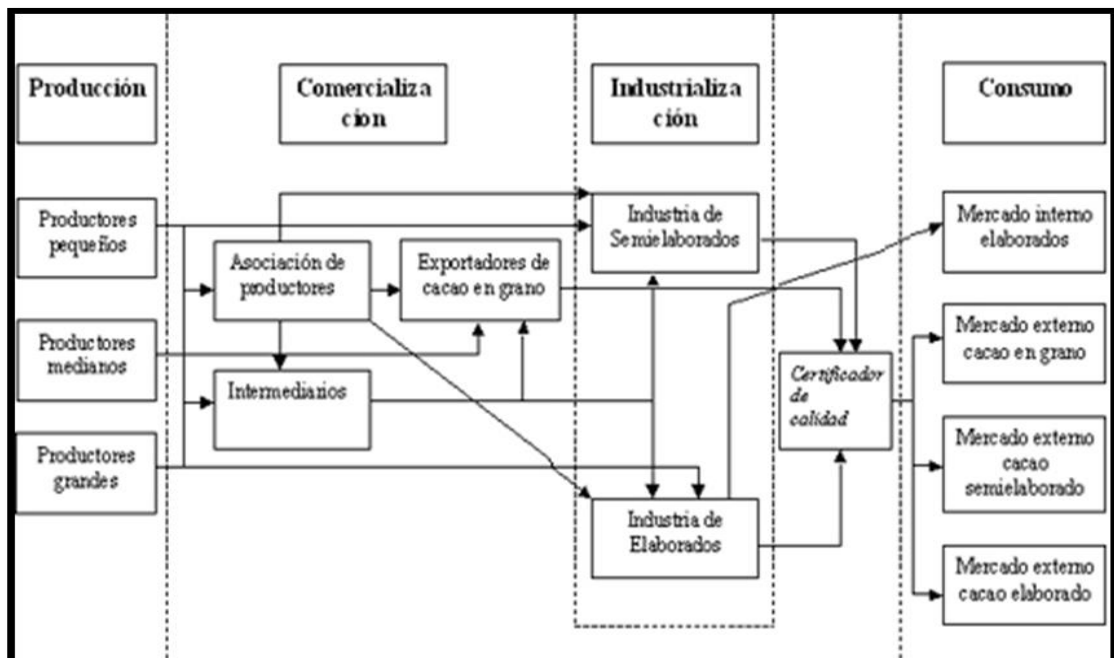 Producción
Comercializa
cion
Industrializa
ción
Consumo
Productores
pequeños
Productores
medianos
Productores
grandes
Asociación de
productores
Intermediarios
Exportadores de
cacao en grano
Industria de
Semielaborados
Industria de
Elaborados
Certificador
de
calidad
Mercado interno
elaborados
Mercado externo
cacao en grano
Mercado externo
cacao
semielaborado
Mercado externo
cacao elaborado